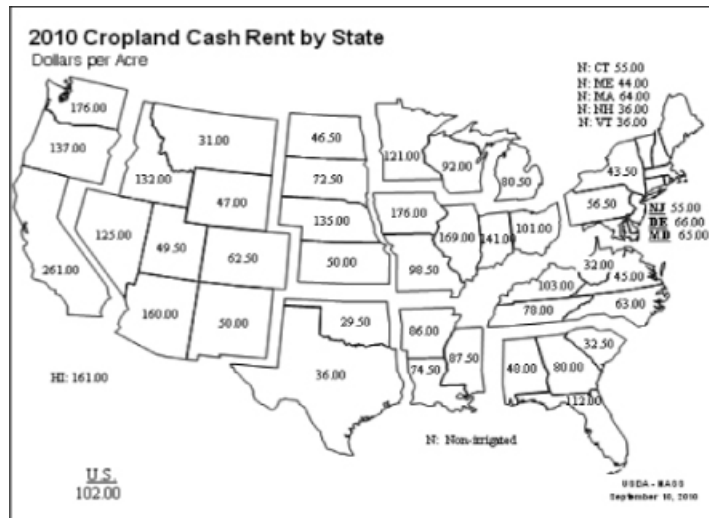 2010 Cropland Cash Rent by State
Dollars per Acre
N: CT 55.00
N: ME 44.00
N: MA 64.00
N: NH 36.00
N: VT 36.00
176.00
137.00
31.00
46.50
121.00
92.00
80.50
43.50
132.00
47.00
72.50
56.50
NJ 55.00
DE 66.00
MD 65.00
125.00
49.50
62.50
135.00
176.00
169.00
141.00
101.00
261.00
50.00
98.50
103.00
32.00
45.00
160.00
50.00
29.50
86.00
78.00
63.00
36.00
74.50
87.50
48.00
80.00
32.50
112.00
HI: 161.00
N: Non-irrigated
U.S.
102.00
USDA - NASS
September 10, 2010